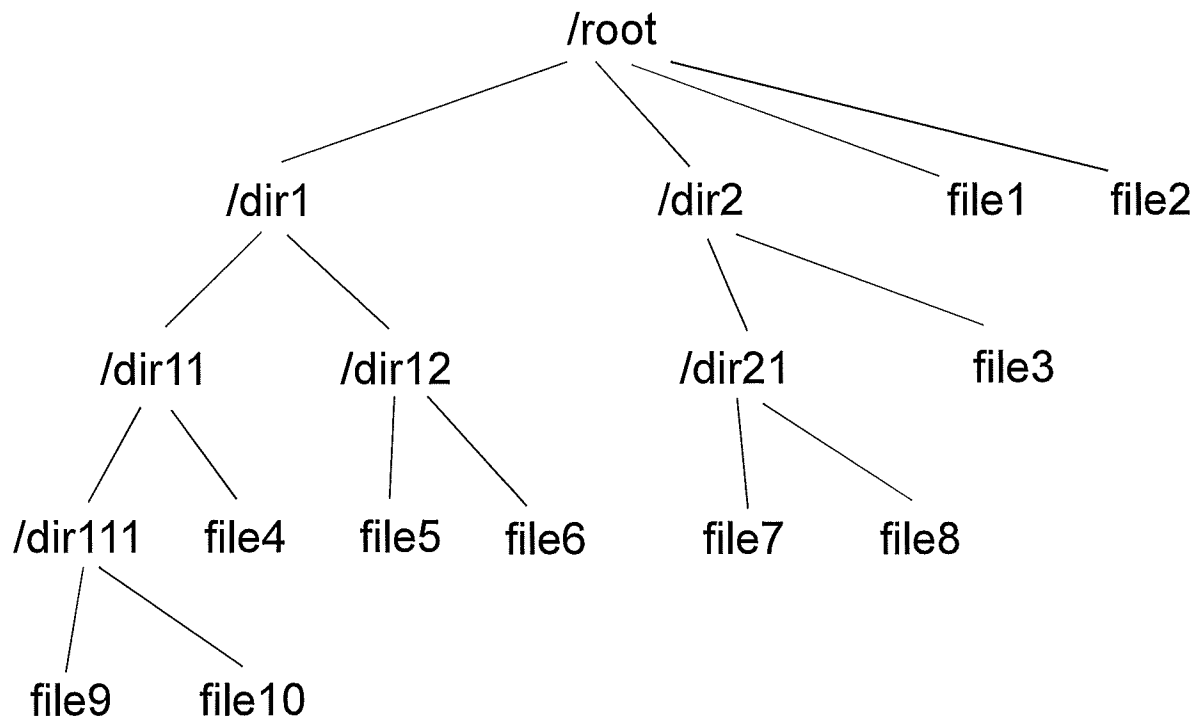 /root
/dir1 /dir2 file1 file2
/dir11 /dir12 /dir21 file3
/dir111 file4 file5 file6 file7 file8
file9 file10